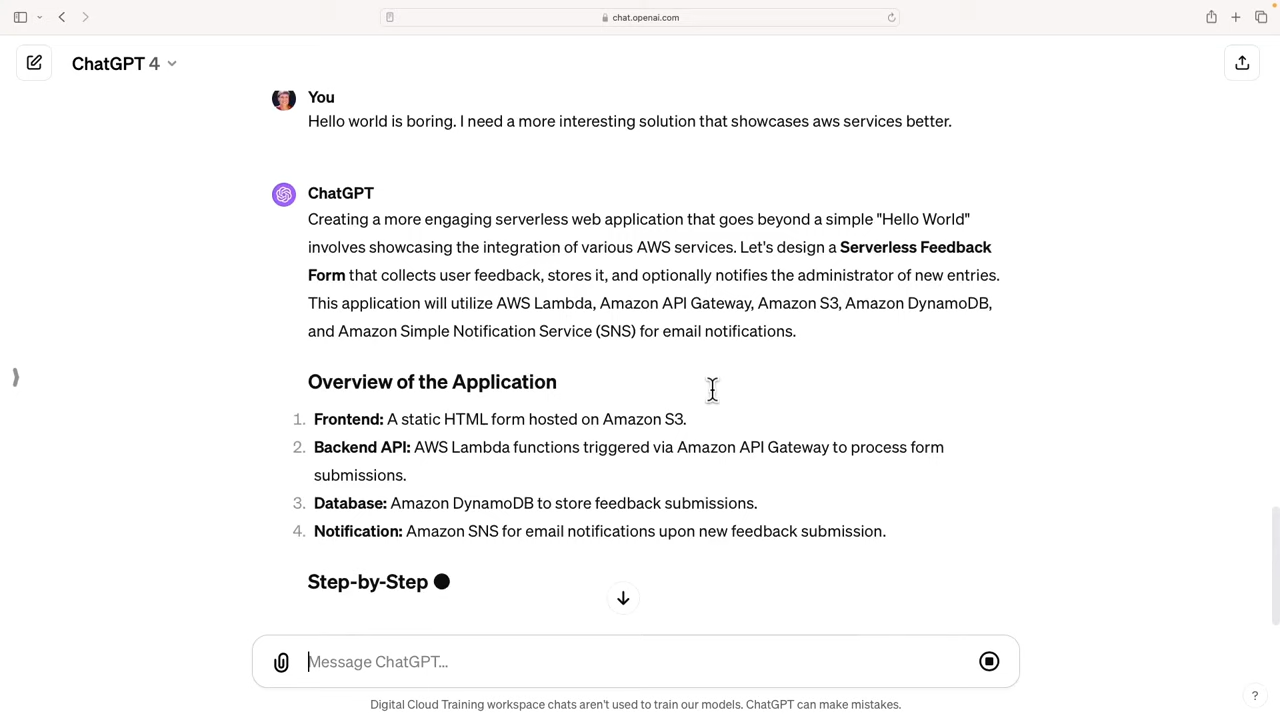 chat.openai.com
ChatGPT 4
You
Hello world is boring. I need a more interesting solution that showcases aws services better.
ChatGPT
Creating a more engaging serverless web application that goes beyond a simple "Hello World"
involves showcasing the integration of various AWS services. Let's design a Serverless Feedback
Form that collects user feedback, stores it, and optionally notifies the administrator of new entries.
This application will utilize AWS Lambda, Amazon API Gateway, Amazon S3, Amazon DynamoDB,
and Amazon Simple Notification Service (SNS) for email notifications.
Overview of the Application
1. Frontend: A static HTML form hosted on Amazon S3.
2. Backend API: AWS Lambda functions triggered via Amazon API Gateway to process form
submissions.
3. Database: Amazon DynamoDB to store feedback submissions.
4. Notification: Amazon SNS for email notifications upon new feedback submission.
Step-by-Step
Message ChatGPT...
Digital Cloud Training workspace chats aren't used to train our models. ChatGPT can make mistakes.
?